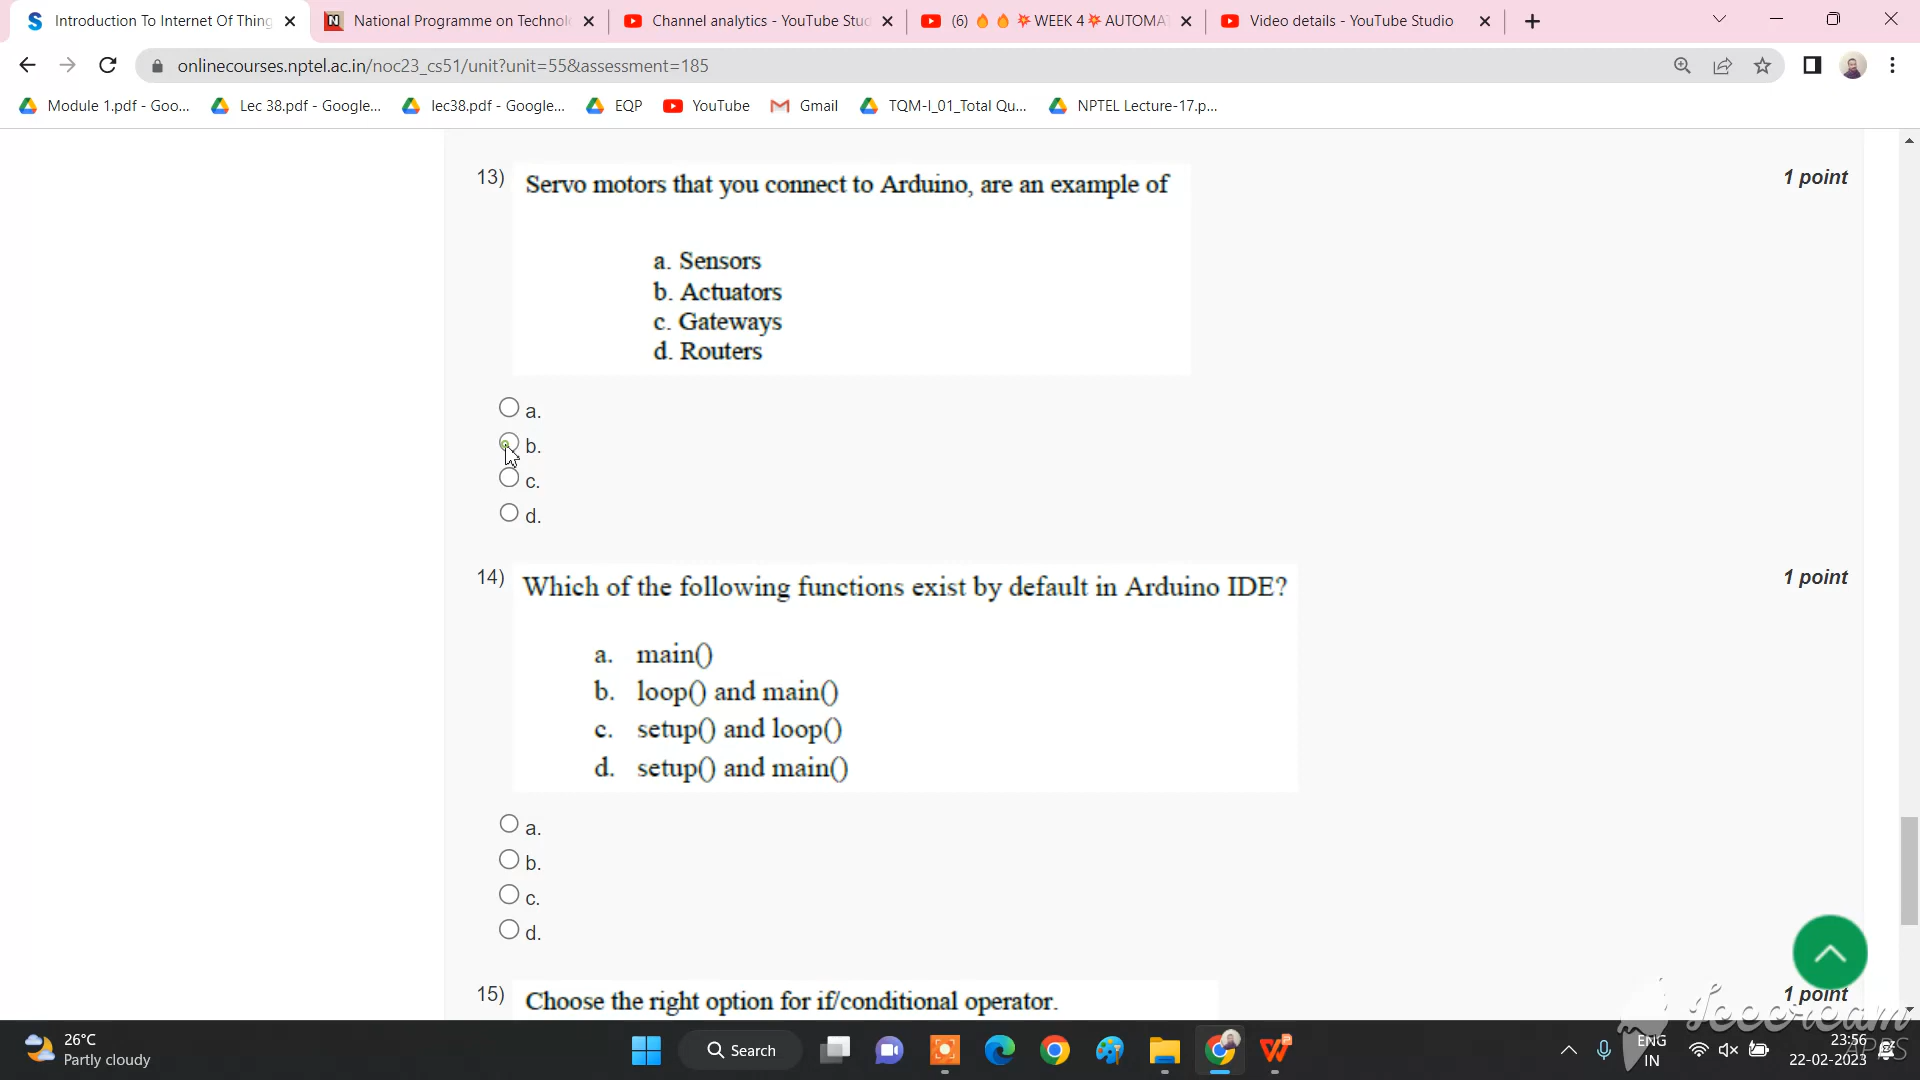 Introduction To Internet Of Thing
National Programme on Technol
Channel analytics - YouTube Stud
(6) 🔥🔥💥WEEK 4💥 AUTOMA
Video details - YouTube Studio
onlinecourses.nptel.ac.in/noc23_cs51/unit?unit=55&assessment=185
Module 1.pdf - Goo...
Lec 38.pdf - Google...
lec38.pdf - Google...
EQP
YouTube
Gmail
TQM-I_01_Total Qu...
NPTEL Lecture-17.p...
13) Servo motors that you connect to Arduino, are an example of 1 point
a. Sensors
b. Actuators
c. Gateways
d. Routers
a.
b.
c.
d.
14) Which of the following functions exist by default in Arduino IDE? 1 point
a. main()
b. loop() and main()
c. setup() and loop()
d. setup() and main()
a.
b.
c.
d.
15) Choose the right option for if/conditional operator. 1 point
Icecream
APPS
26°C
Partly cloudy
Search
ENG
IN
23:56
22-02-2023